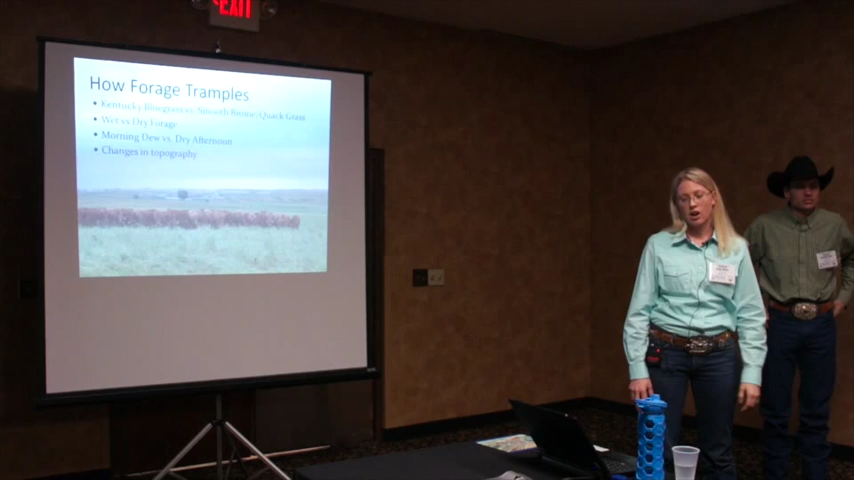 EXIT
How Forage Tramples
• Kentucky Bluegrass vs. Smooth Brome/Quack Grass
• Wet vs Dry Forage
• Morning Dew vs. Dry Afternoon
• Changes in topography